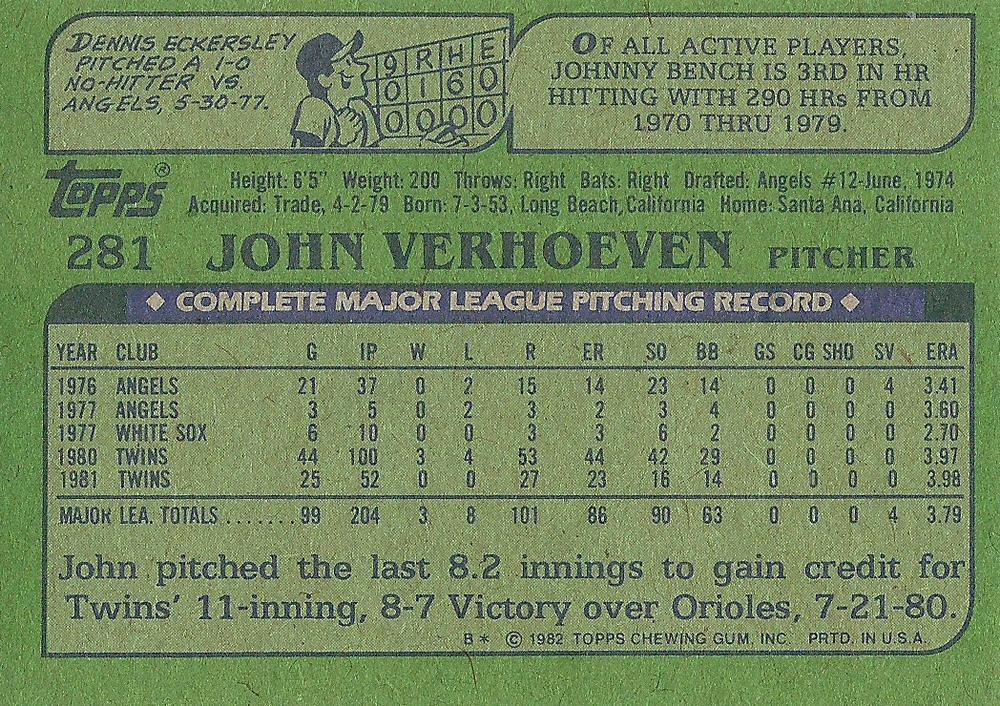 DENNIS ECKERSLEY
PITCHED A 1-0
NO-HITTER VS.
ANGELS, 5-30-77.
9 R H E
0 1 6 0
0 0 0 0
OF ALL ACTIVE PLAYERS,
JOHNNY BENCH IS 3RD IN HR
HITTING WITH 290 HRs FROM
1970 THRU 1979.
TOPPS®
Height: 6'5" Weight: 200 Throws: Right Bats: Right Drafted: Angels #12-June, 1974
Acquired: Trade, 4-2-79 Born: 7-3-53, Long Beach, California Home: Santa Ana, California
281 JOHN VERHOEVEN PITCHER
◆ COMPLETE MAJOR LEAGUE PITCHING RECORD ◆
YEAR CLUB G IP W L R ER SO BB GS CG SHO SV ERA
1976 ANGELS 21 37 0 2 15 14 23 14 0 0 0 4 3.41
1977 ANGELS 3 5 0 2 3 2 3 4 0 0 0 0 3.60
1977 WHITE SOX 6 10 0 0 3 3 6 2 0 0 0 0 2.70
1980 TWINS 44 100 3 4 53 44 42 29 0 0 0 0 3.97
1981 TWINS 25 52 0 0 27 23 16 14 0 0 0 0 3.98
MAJOR LEA. TOTALS.......99 204 3 8 101 86 90 63 0 0 0 4 3.79
John pitched the last 8.2 innings to gain credit for
Twins' 11-inning, 8-7 Victory over Orioles, 7-21-80.
B* © 1982 TOPPS CHEWING GUM, INC. PRTD. IN U.S.A.